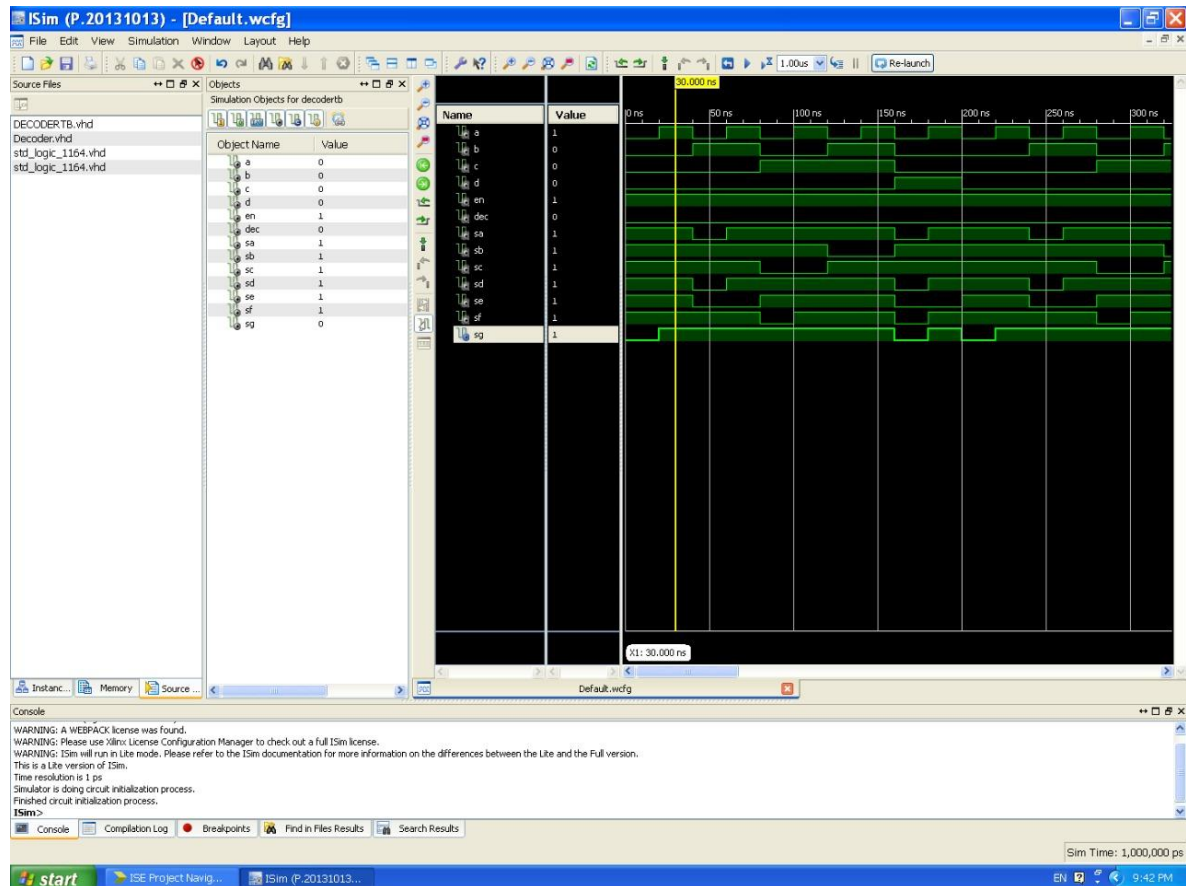 ISim (P.20131013) - [Default.wcfg]
File Edit View Simulation Window Layout Help
1.00us Re-launch
Source Files
DECODERTB.vhd
Decoder.vhd
std_logic_1164.vhd
std_logic_1164.vhd
Instanc... Memory Source ...
Objects
Simulation Objects for decodertb
Object Name Value
a 0
b 0
c 0
d 0
en 1
dec 0
sa 1
sb 1
sc 1
sd 1
se 1
sf 1
sg 0
Name Value
a 1
b 0
c 0
d 0
en 1
dec 0
sa 1
sb 1
sc 1
sd 1
se 1
sf 1
sg 1
30.000 ns
0 ns 50 ns 100 ns 150 ns 200 ns 250 ns 300 ns
X1: 30.000 ns
Default.wcfg
Console
WARNING: A WEBPACK license was found.
WARNING: Please use Xilinx License Configuration Manager to check out a full ISim license.
WARNING: ISim will run in Lite mode. Please refer to the ISim documentation for more information on the differences between the Lite and the Full version.
This is a Lite version of ISim.
Time resolution is 1 ps
Simulator is doing circuit initialization process.
Finished circuit initialization process.
ISim>
Console Compilation Log Breakpoints Find in Files Results Search Results
Sim Time: 1,000,000 ps
start ISE Project Navig... ISim (P.20131013... EN 9:42 PM